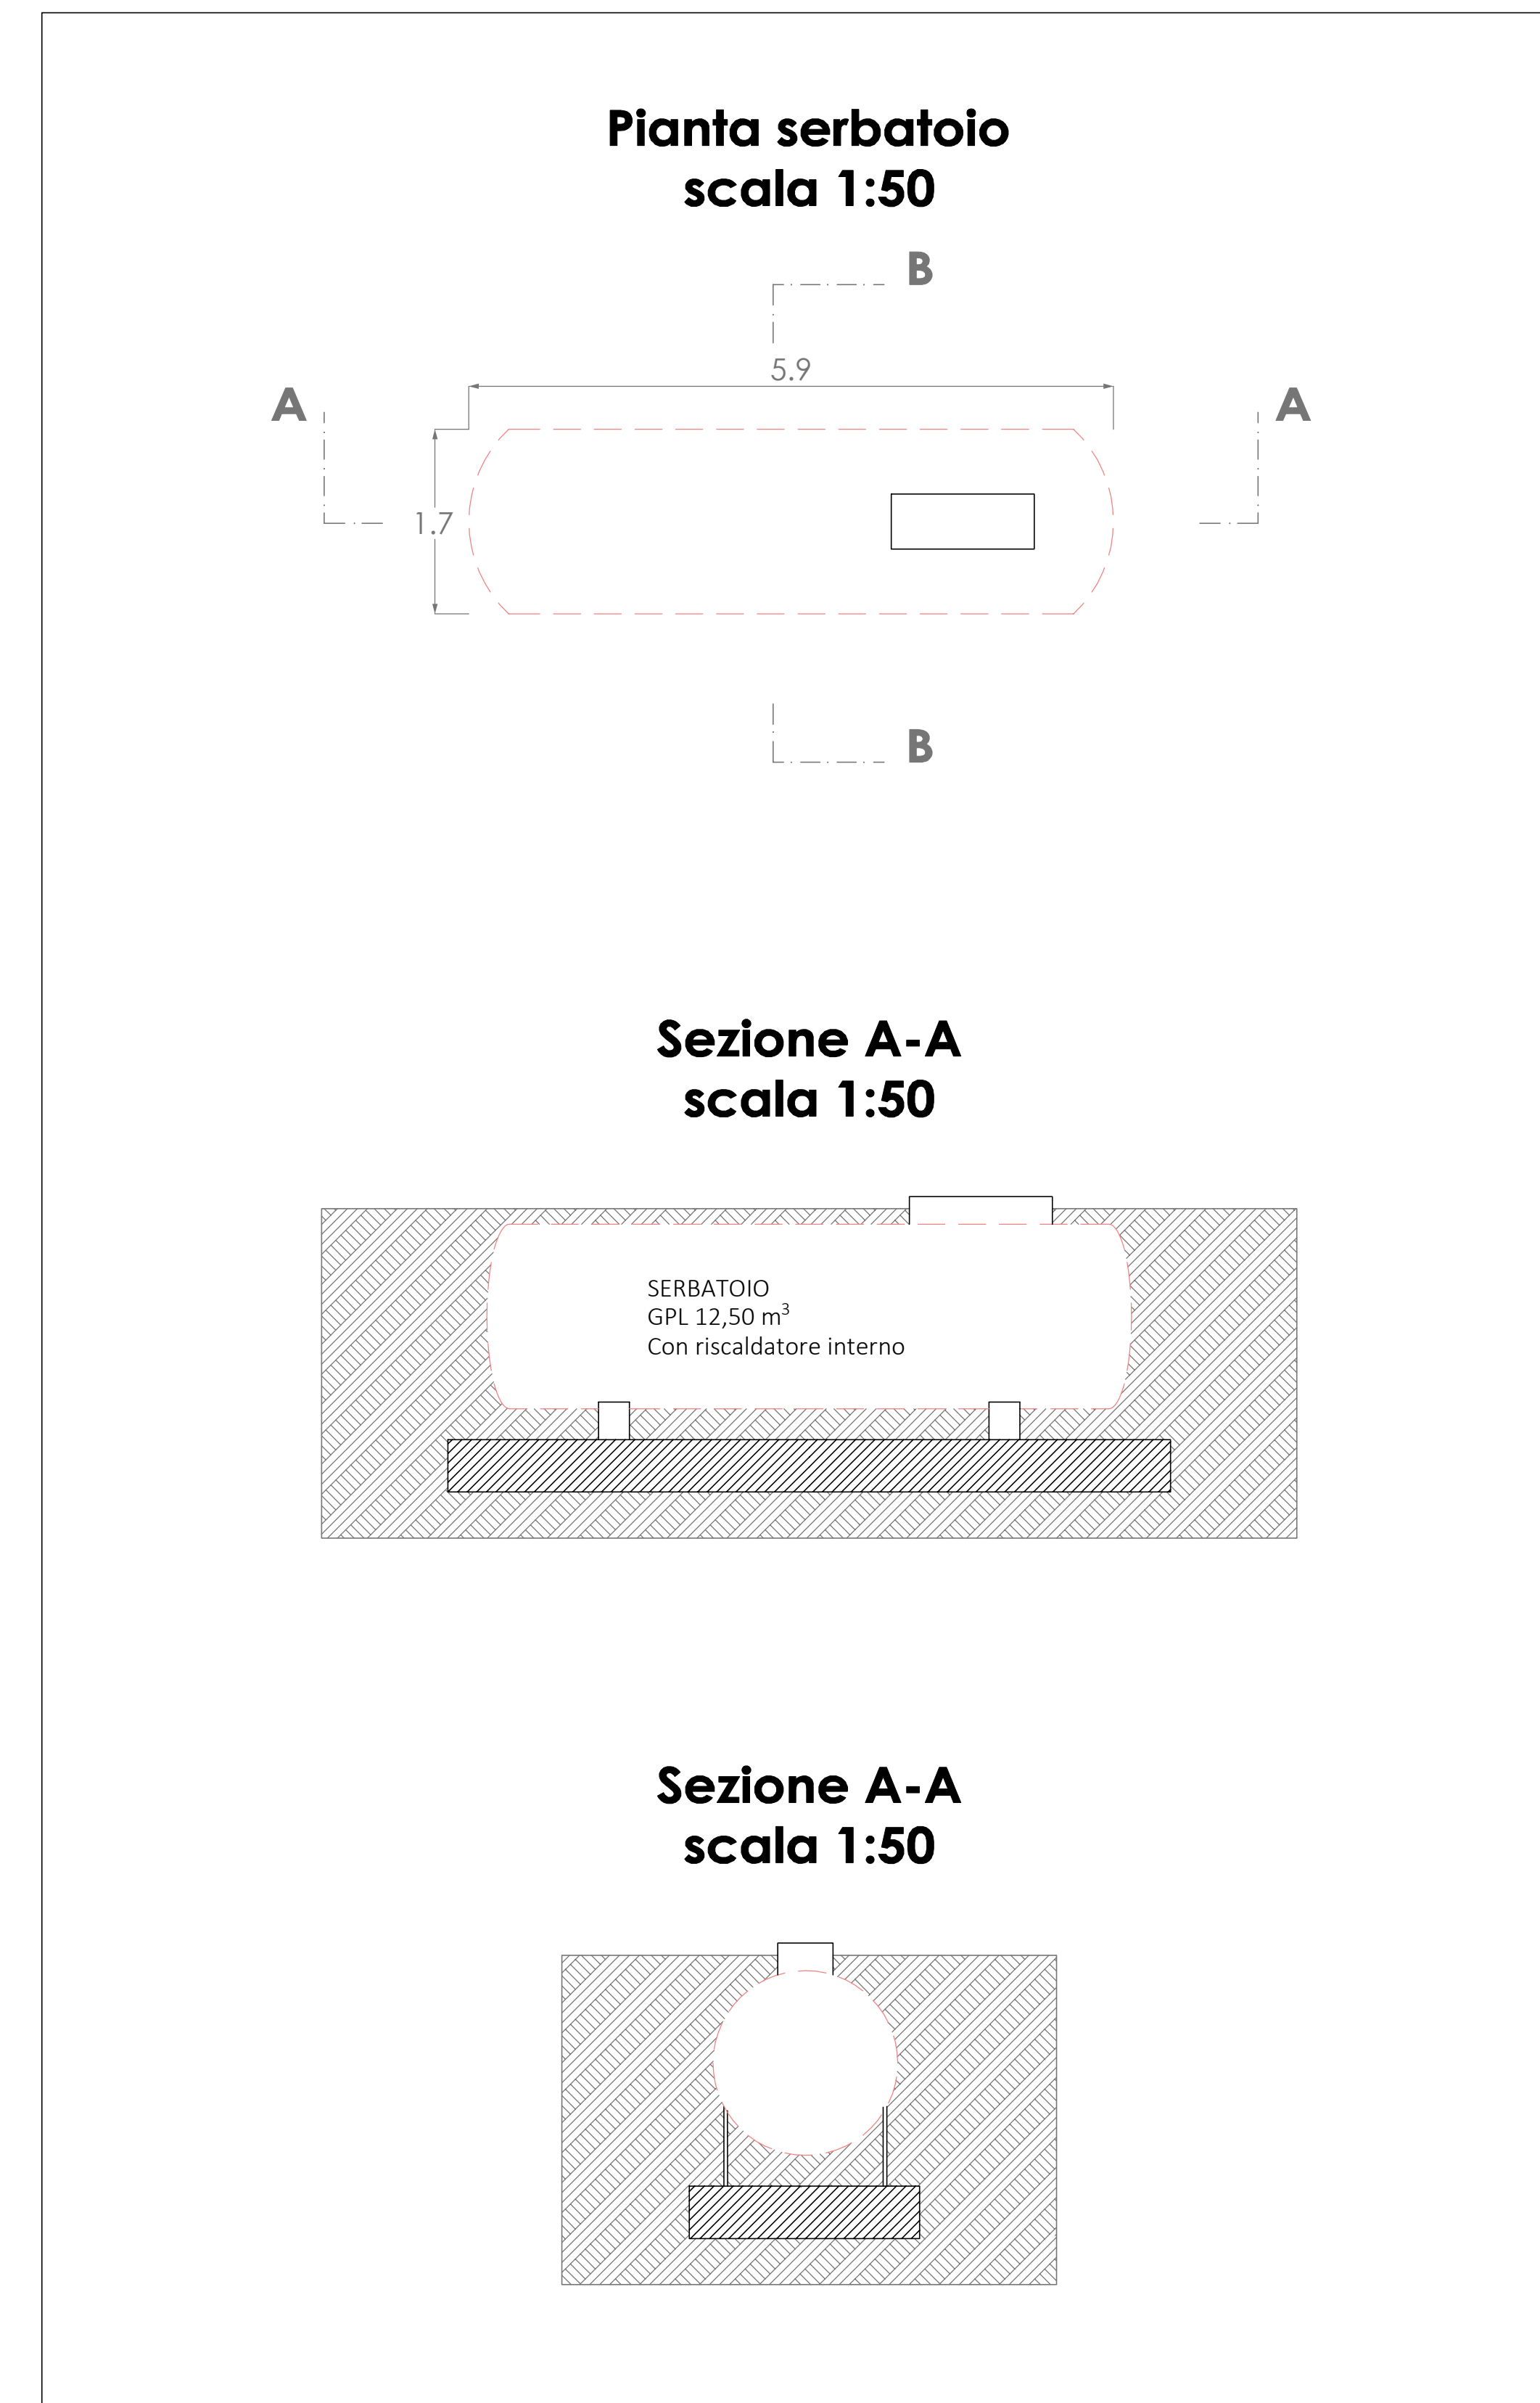 Pianta serbatoio
scala 1:50
B
5.9
A
A
1.7
B
Sezione A-A
scala 1:50
SERBATOIO
GPL 12,50 m³
Con riscaldatore interno
Sezione A-A
scala 1:50